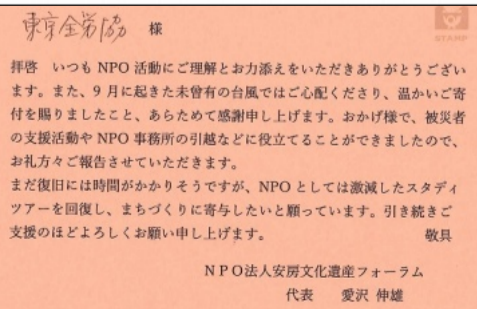 東京全労協 様
STAMP
拝啓　いつも NPO 活動にご理解とお力添えをいただきありがとうござい
ます。また、9 月に起きた未曾有の台風ではご心配くださり、温かいご寄
付を賜りましたこと、あらためて感謝申し上げます。おかげ様で、被災者
の支援活動や NPO 事務所の引越などに役立てることができましたので、
お礼方々ご報告させていただきます。
まだ復旧には時間がかかりそうですが、NPO としては激減したスタディ
ツアーを回復し、まちづくりに寄与したいと願っています。引き続きご
支援のほどよろしくお願い申し上げます。　敬具
NPO法人安房文化遺産フォーラム
代表　愛沢 伸雄